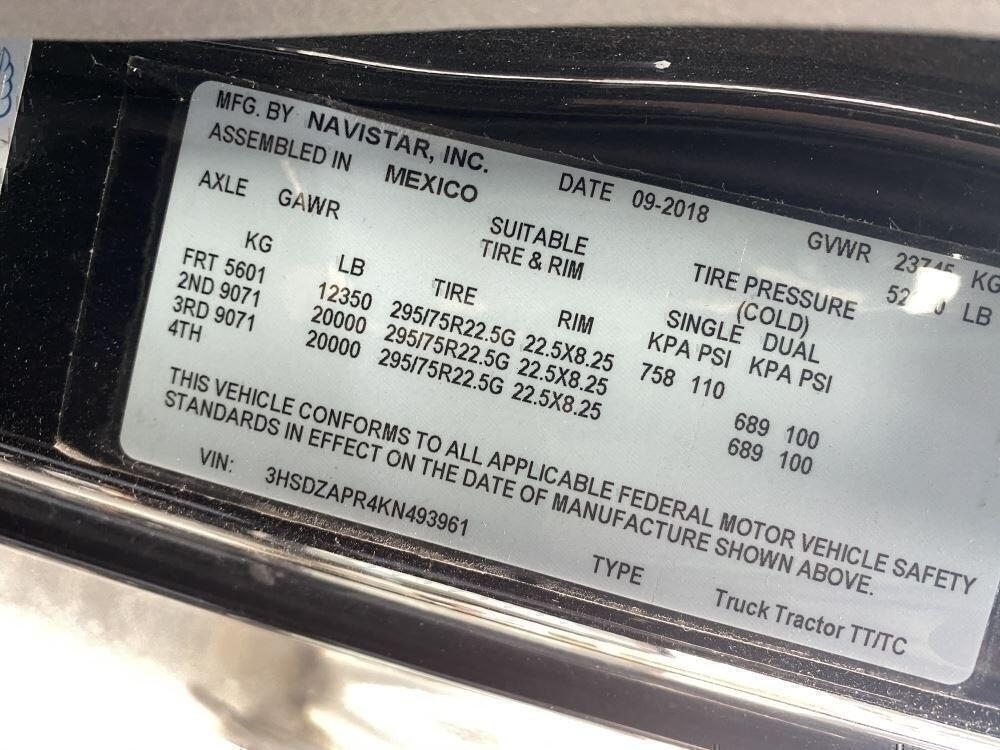 MFG. BY NAVISTAR, INC.
ASSEMBLED IN MEXICO DATE 09-2018 GVWR KG
LB
AXLE GAWR SUITABLE TIRE PRESSURE
TIRE & RIM (COLD)
KG LB TIRE RIM SINGLE DUAL
KPA PSI KPA PSI
FRT 5601 12350 295/75R22.5G 22.5X8.25 758 110
2ND 9071 20000 295/75R22.5G 22.5X8.25 689 100
3RD 9071 20000 295/75R22.5G 22.5X8.25 689 100
4TH
THIS VEHICLE CONFORMS TO ALL APPLICABLE FEDERAL MOTOR VEHICLE SAFETY
STANDARDS IN EFFECT ON THE DATE OF MANUFACTURE SHOWN ABOVE.
VIN: 3HSDZAPR4KN493961 TYPE Truck Tractor TT/TC